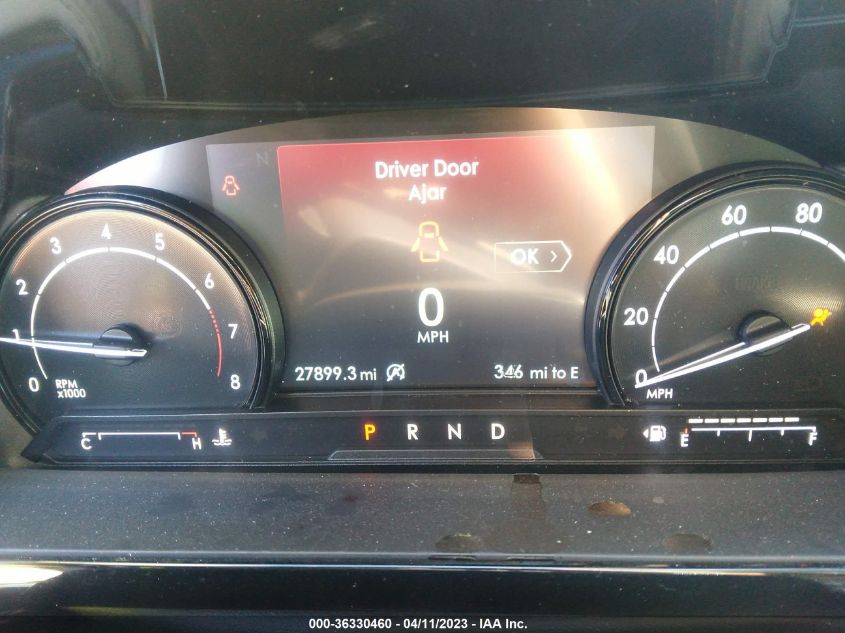 N
Driver Door
Ajar
OK >
0
MPH
27899.3 mi
mi to E
0 1 2 3 4 5 6 7 8
RPM
x1000
0 20 40 60 80
MPH
C H
P R N D
E F
000-36330460 - 04/11/2023 - IAA Inc.